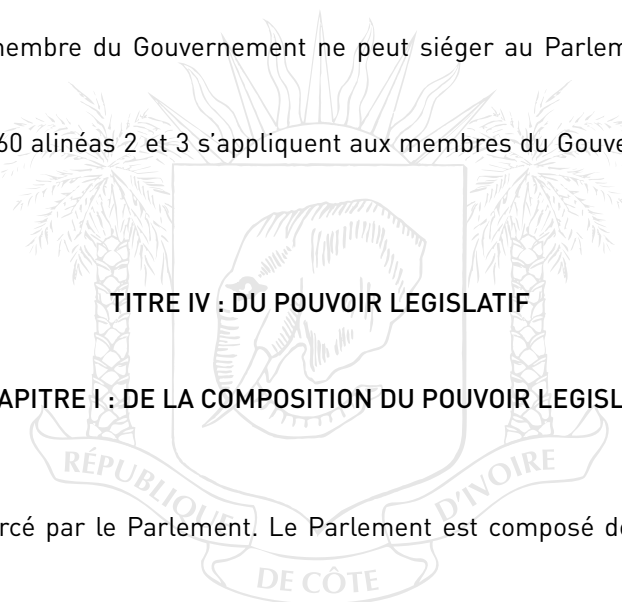 membre du Gouvernement ne peut siéger au Parlem
60 alinéas 2 et 3 s’appliquent aux membres du Gouve
TITRE IV : DU POUVOIR LEGISLATIF
APITRE I : DE LA COMPOSITION DU POUVOIR LEGISL
RÉPUBLIQUE D'IVOIRE
rcé par le Parlement. Le Parlement est composé de
DE CÔTE